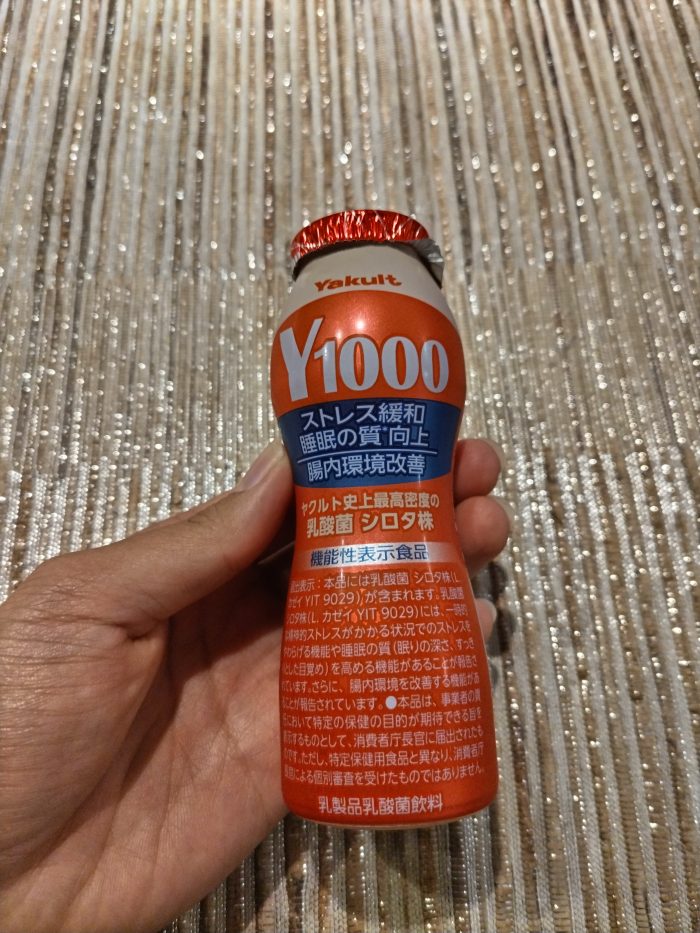 Yakult
Y1000
ストレス緩和
睡眠の質*向上
腸内環境改善
ヤクルト史上最高密度の
乳酸菌 シロタ株
機能性表示食品
出表示:本品には乳酸菌 シロタ株(L.
カゼイ YIT 9029)が含まれます。乳酸菌
シロタ株(L. カゼイ YIT 9029)には、一時的
な精神的ストレスがかかる状況でのストレスを
やわらげる機能や睡眠の質(眠りの深さ、すっき
りとした目覚め)を高める機能があることが報告さ
れています。さらに、腸内環境を改善する機能があ
ることが報告されています。●本品は、事業者の責
任において特定の保健の目的が期待できる旨を
表示するものとして、消費者庁長官に届出されたも
のです。ただし、特定保健用食品と異なり、消費者庁
長官による個別審査を受けたものではありません。
乳製品乳酸菌飲料